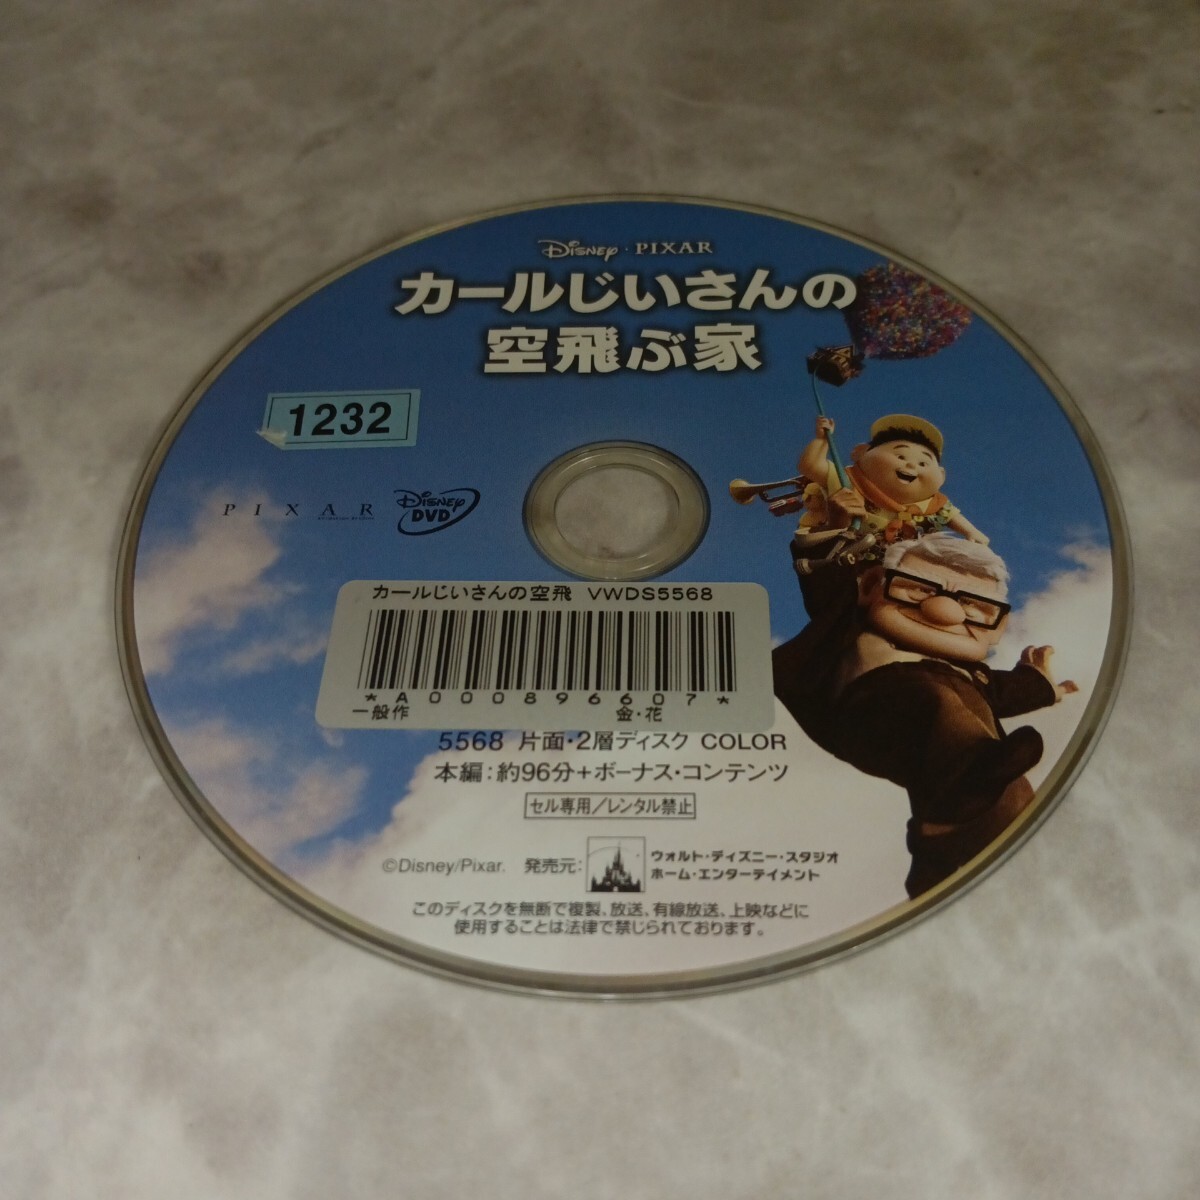 Disney・PIXAR
カールじいさんの
空飛ぶ家
1232
PIXAR
Disney
DVD
カールじいさんの空飛 VWDS5568
*A000896607*
一般作 金・花
5568 片面・2層ディスク COLOR
本編：約96分＋ボーナス・コンテンツ
セル専用／レンタル禁止
©Disney/Pixar. 発売元：
ウォルト・ディズニー・スタジオ
ホーム・エンターテイメント
このディスクを無断で複製、放送、有線放送、上映などに
使用することは法律で禁じられております。